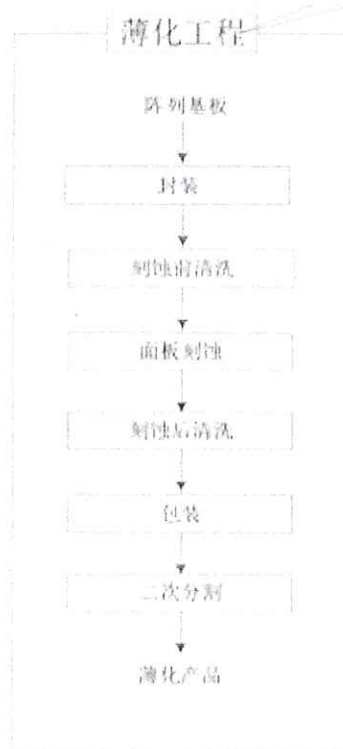 薄化工程
阵列基板
封装
刻蚀前清洗
面板刻蚀
刻蚀后清洗
包装
二次分割
薄化产品